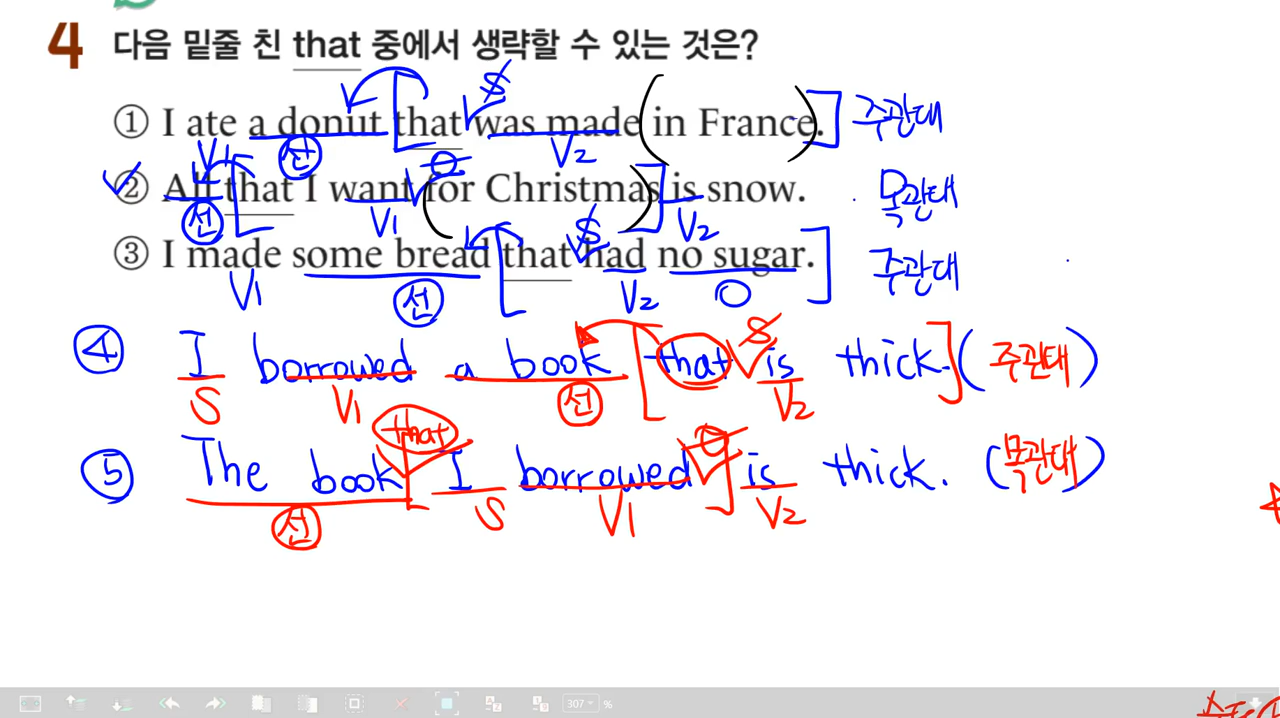 4 다음 밑줄 친 that 중에서 생략할 수 있는 것은?
S
① I ate a donut that was made in France. 주관대
선 V2
V1 O
② All that I want for Christmas is snow. 목관대
선 V1 V2
S
③ I made some bread that had no sugar. 주관대
V1 선 V2 O
S
④ I borrowed a book that is thick. (주관대)
S V1 선 V2
that O
⑤ The book I borrowed is thick. (목관대)
선 S V1 V2
307 %